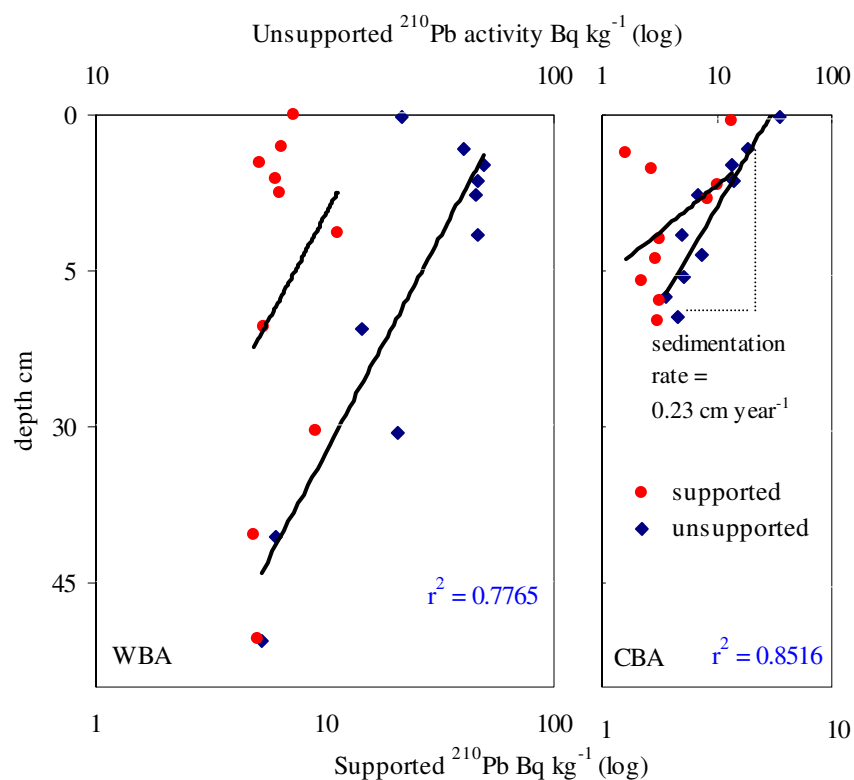 Unsupported ²¹⁰Pb activity Bq kg⁻¹ (log)
10 100 1 10 100
0
5
30
45
depth cm
sedimentation
rate =
0.23 cm year⁻¹
supported
unsupported
r² = 0.7765
WBA
CBA
r² = 0.8516
1 10 100 1 10
Supported ²¹⁰Pb Bq kg⁻¹ (log)